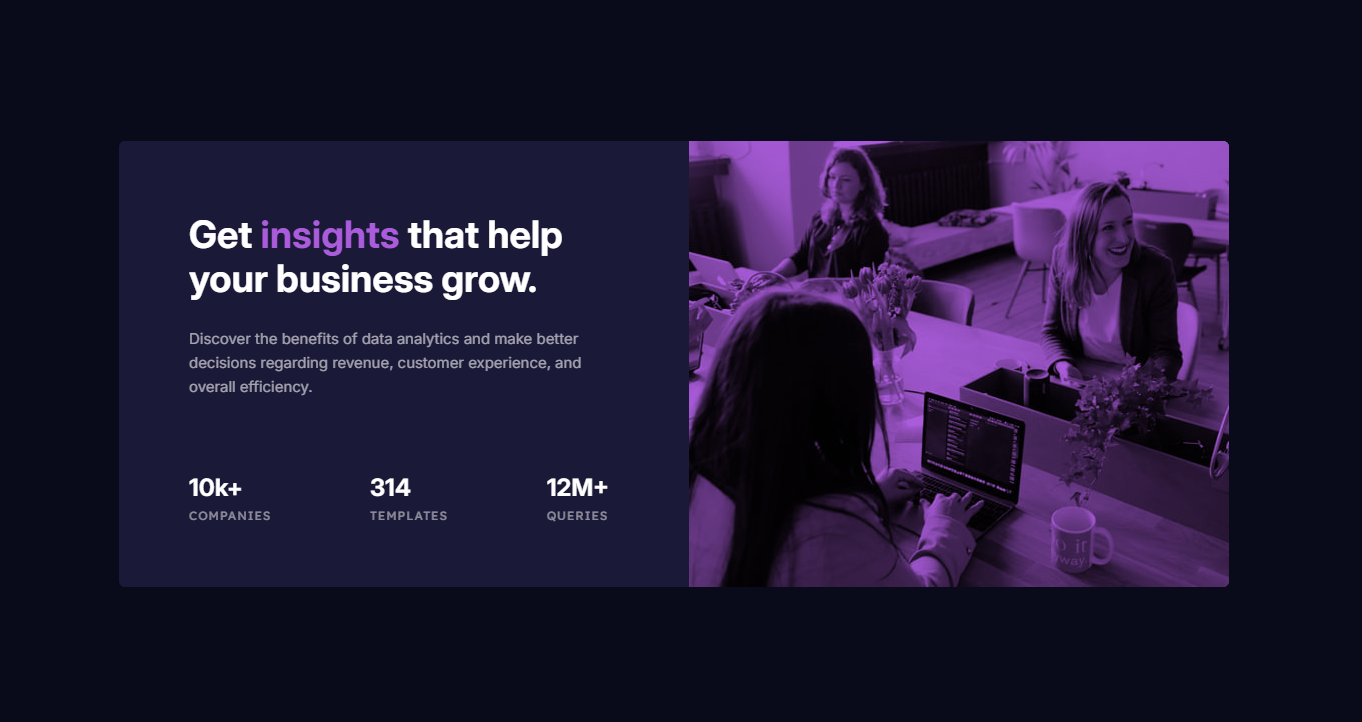 Get insights that help
your business grow.
Discover the benefits of data analytics and make better
decisions regarding revenue, customer experience, and
overall efficiency.
10k+
COMPANIES
314
TEMPLATES
12M+
QUERIES
it
way.